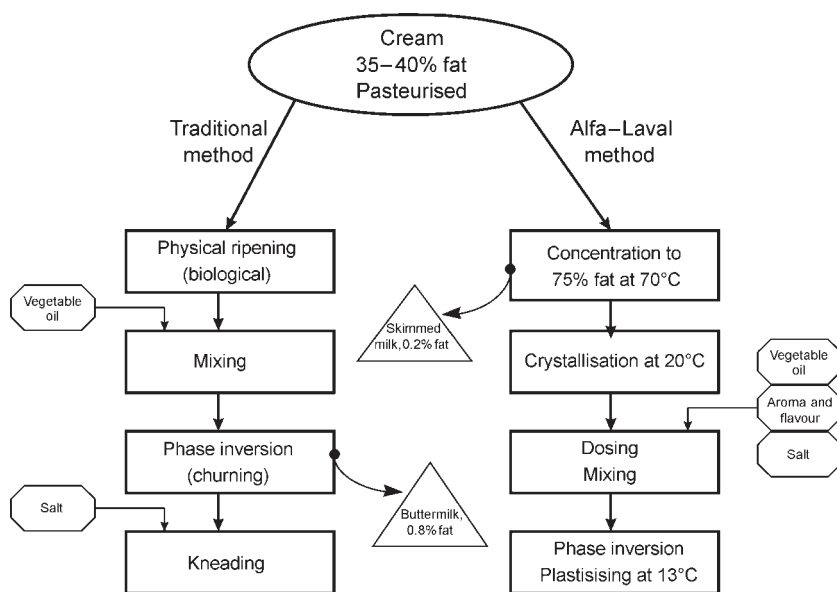 Cream
35–40% fat
Pasteurised
Traditional
method
Alfa–Laval
method
Physical ripening
(biological)
Vegetable
oil
Mixing
Phase inversion
(churning)
Buttermilk,
0.8% fat
Salt
Kneading
Concentration to
75% fat at 70°C
Skimmed
milk, 0.2% fat
Crystallisation at 20°C
Vegetable
oil
Aroma and
flavour
Salt
Dosing
Mixing
Phase inversion
Plastisising at 13°C